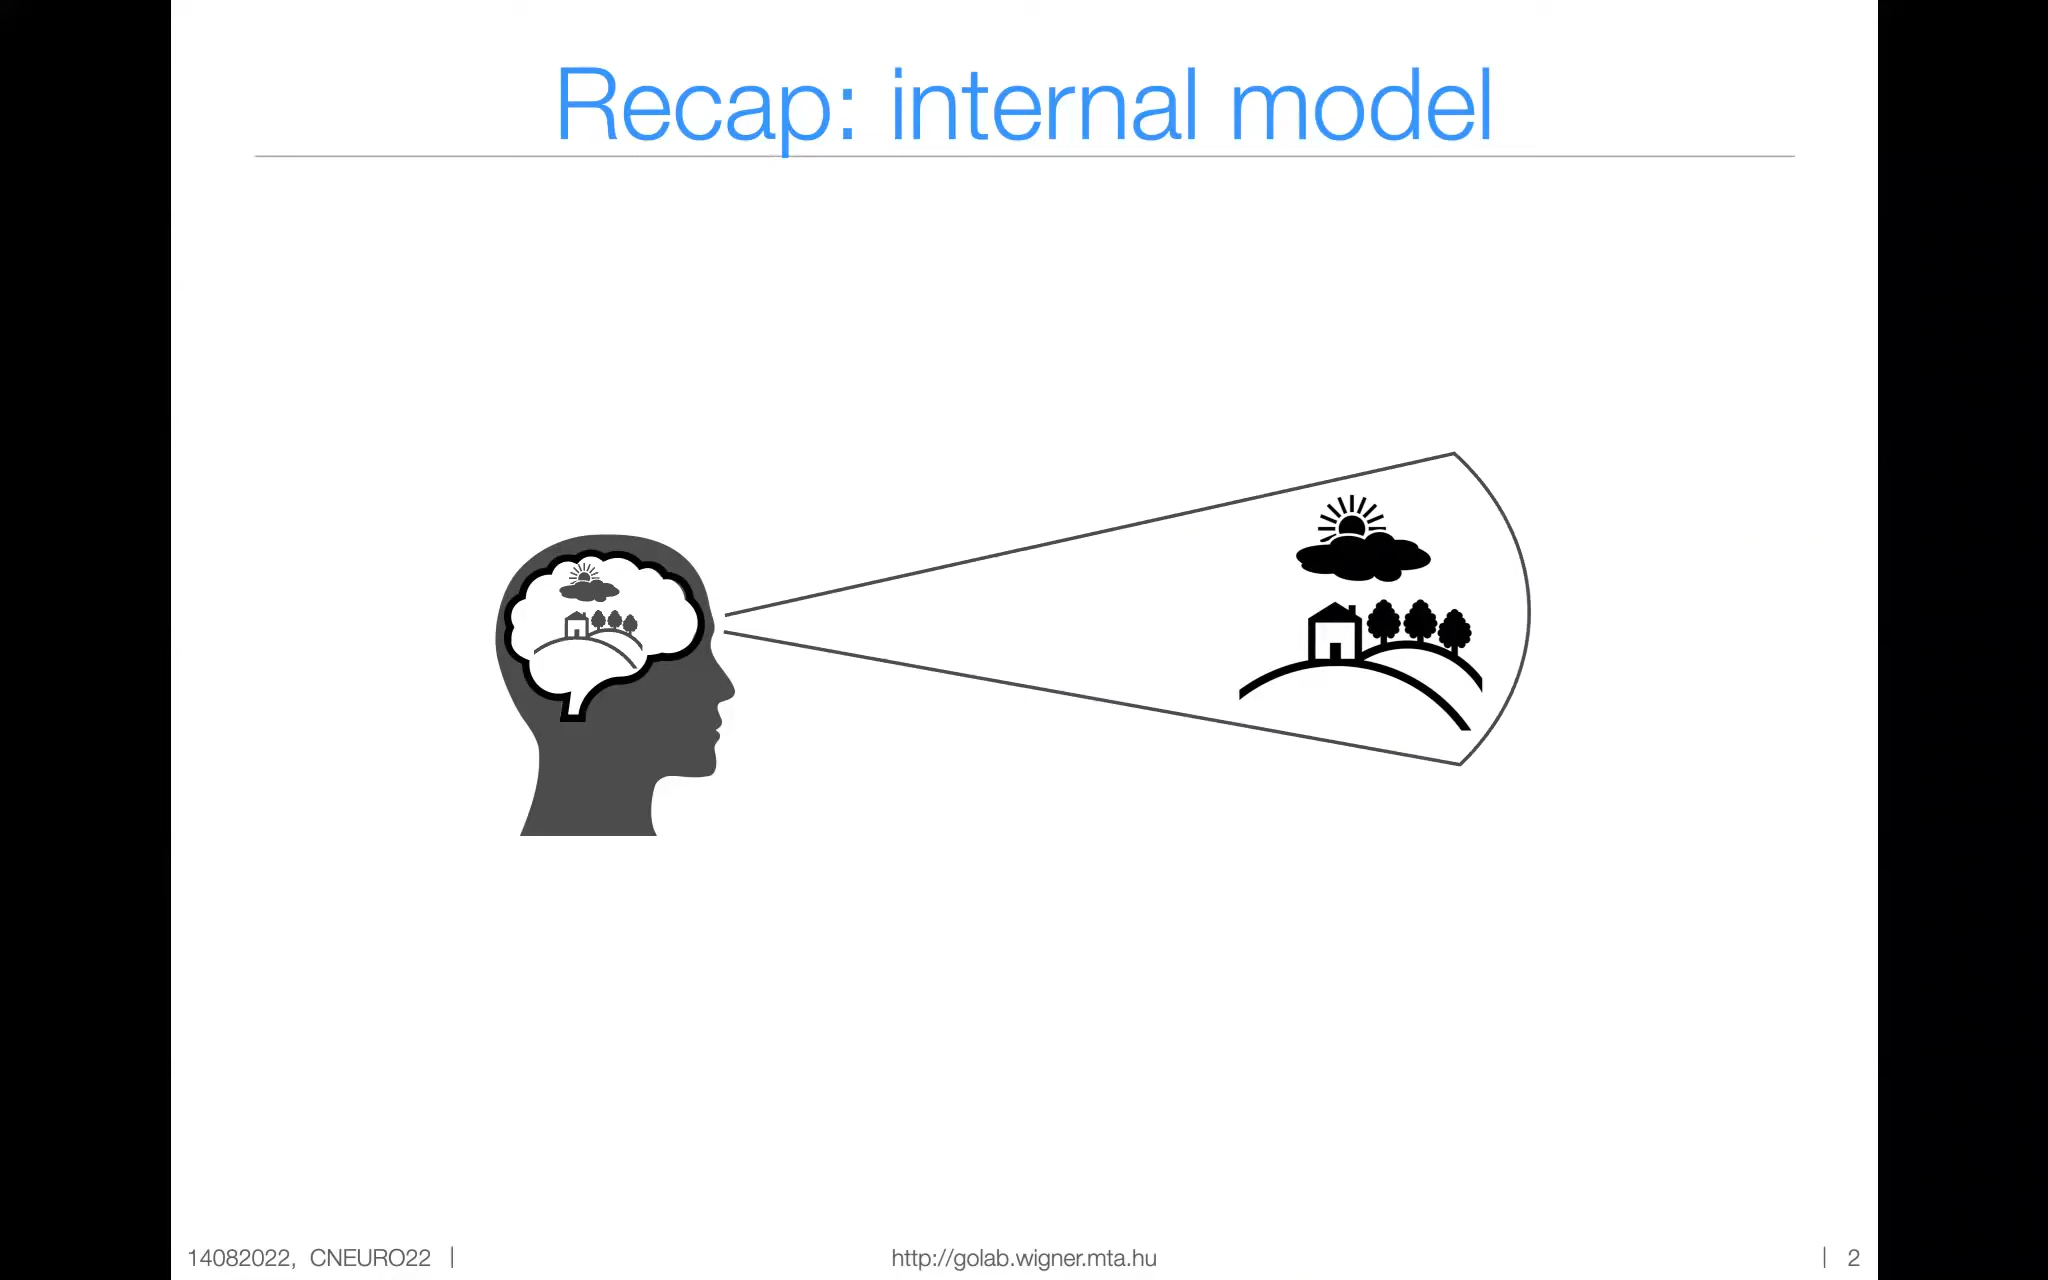 Recap: internal model
14082022, CNEURO22 |
http://golab.wigner.mta.hu
| 2